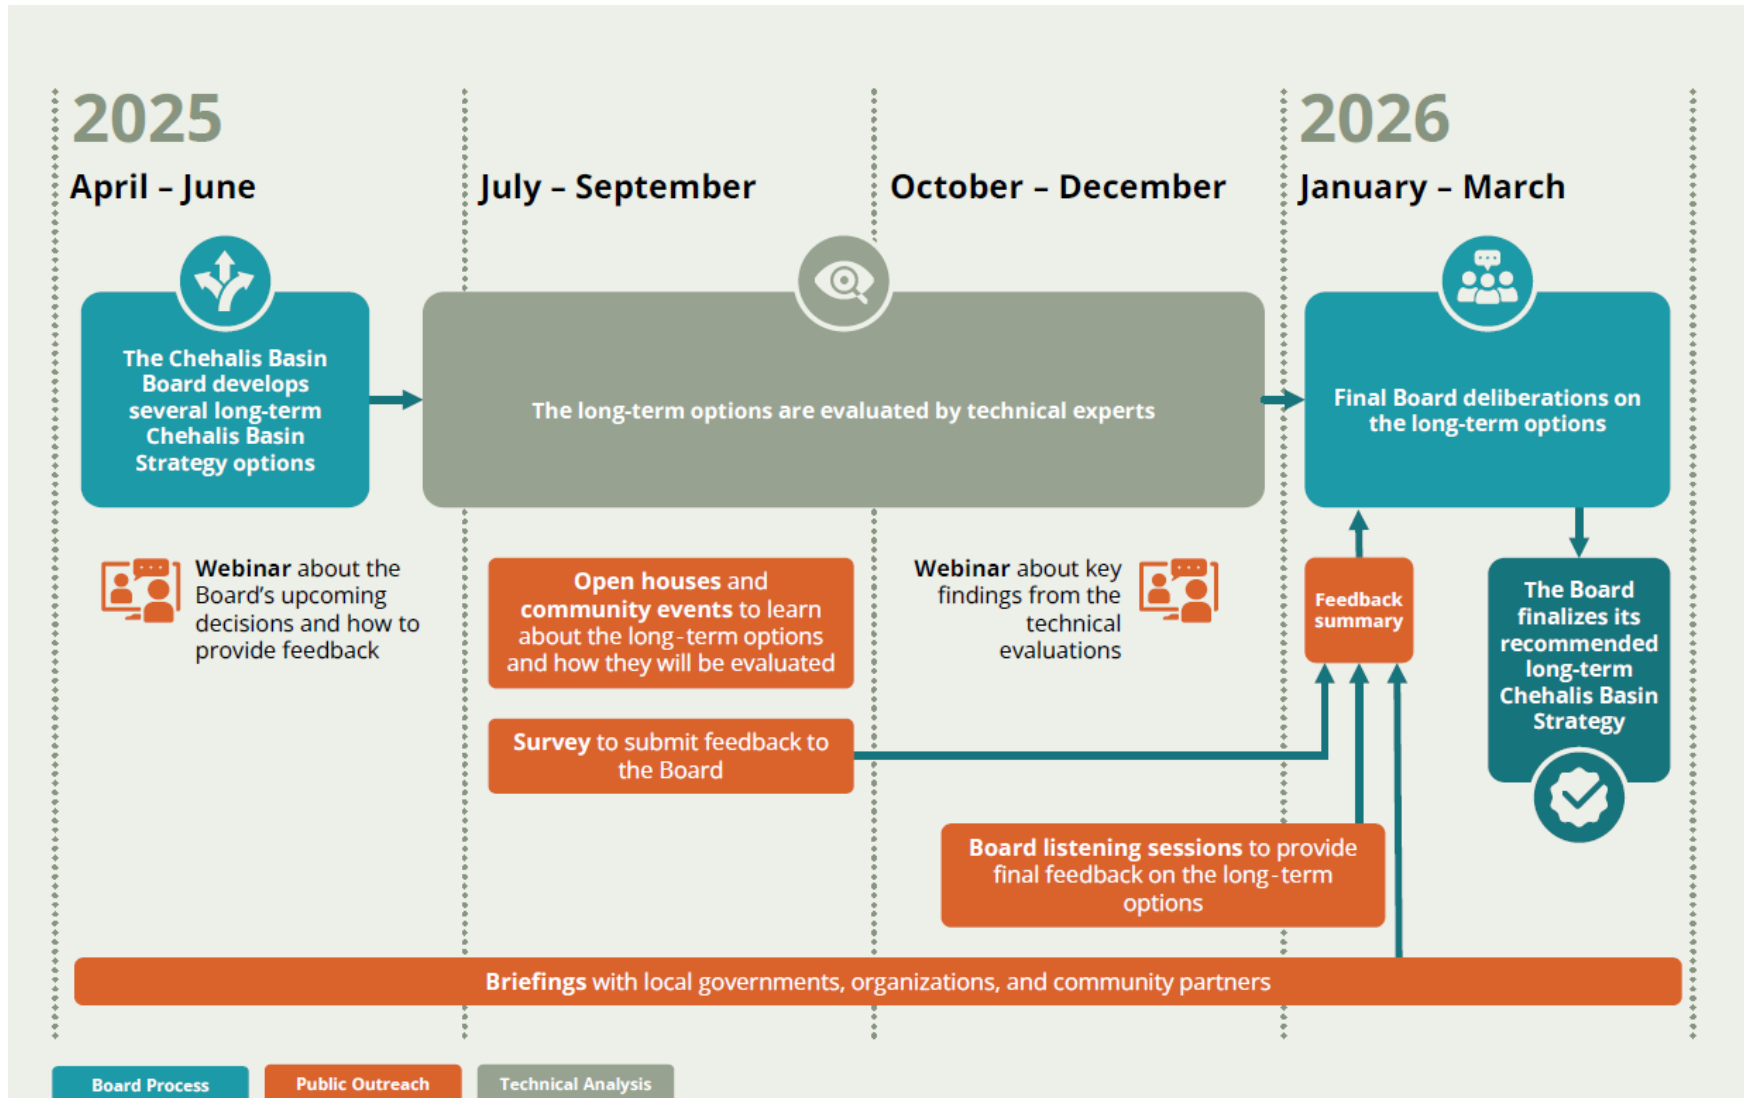 2025
2026
April – June
July – September
October – December
January – March
The Chehalis Basin
Board develops
several long-term
Chehalis Basin
Strategy options
The long-term options are evaluated by technical experts
Final Board deliberations on
the long-term options
Webinar about the
Board's upcoming
decisions and how to
provide feedback
Open houses and
community events to learn
about the long-term options
and how they will be evaluated
Survey to submit feedback to
the Board
Webinar about key
findings from the
technical
evaluations
Feedback
summary
The Board
finalizes its
recommended
long-term
Chehalis Basin
Strategy
Board listening sessions to provide
final feedback on the long-term
options
Briefings with local governments, organizations, and community partners
Board Process
Public Outreach
Technical Analysis